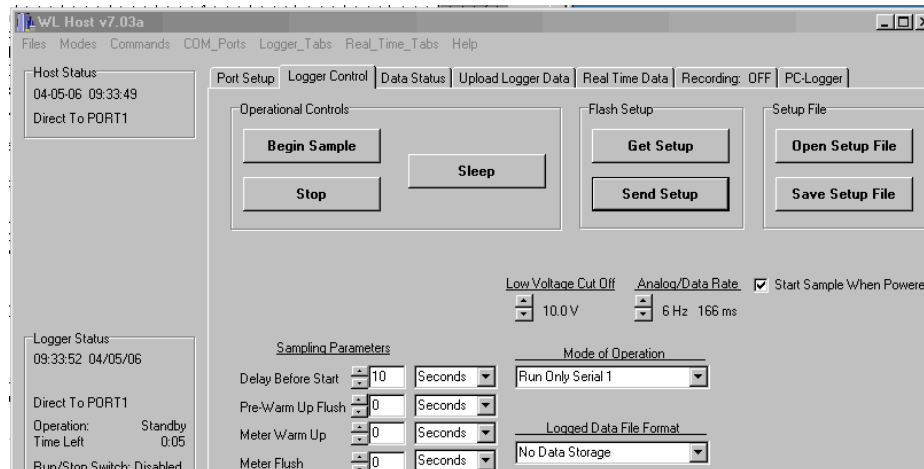 WL Host v7.03a
Files Modes Commands COM_Ports Logger_Tabs Real_Time_Tabs Help
Host Status
04-05-06 09:33:49
Direct To PORT1
Port Setup Logger Control Data Status Upload Logger Data Real Time Data Recording: OFF PC-Logger
Operational Controls
Begin Sample
Stop
Sleep
Flash Setup
Get Setup
Send Setup
Setup File
Open Setup File
Save Setup File
Low Voltage Cut Off
10.0 V
Analog/Data Rate
6 Hz 166 ms
Start Sample When Powere
Logger Status
09:33:52 04/05/06
Direct To PORT1
Operation: Standby
Time Left 0:05
Run/Stop Switch: Disabled
Sampling Parameters
Delay Before Start 10 Seconds
Pre-Warm Up Flush 0 Seconds
Meter Warm Up 0 Seconds
Meter Flush 0 Seconds
Mode of Operation
Run Only Serial 1
Logged Data File Format
No Data Storage